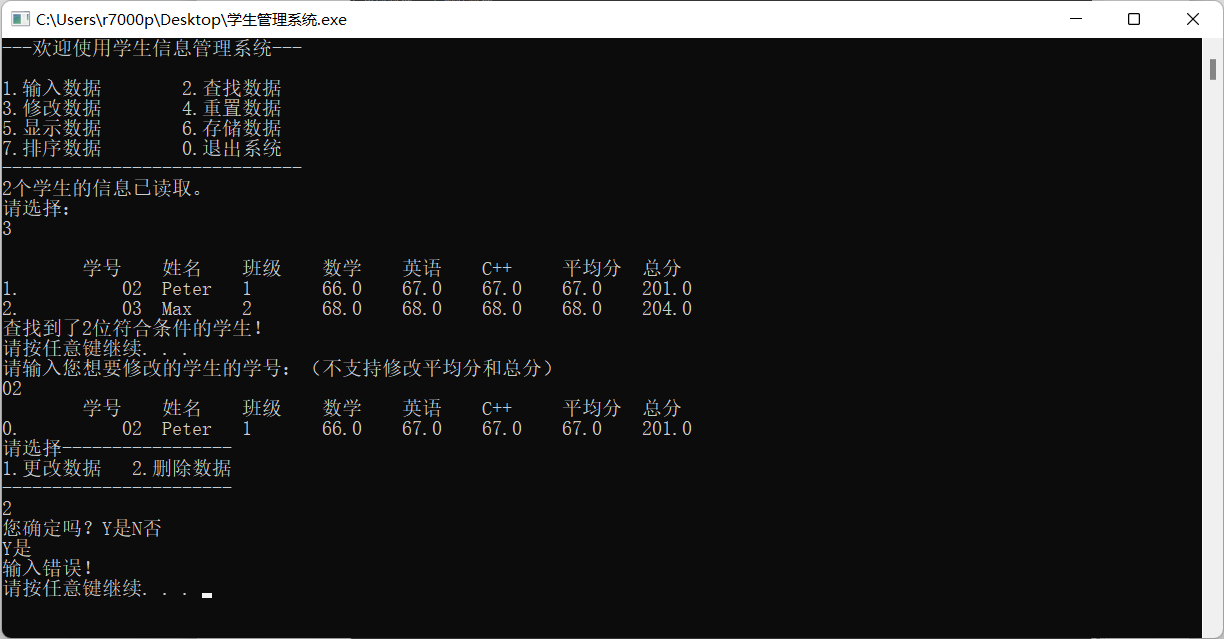 C:\Users\r7000p\Desktop\学生管理系统.exe
---欢迎使用学生信息管理系统---
1.输入数据        2.查找数据
3.修改数据        4.重置数据
5.显示数据        6.存储数据
7.排序数据        0.退出系统
------------------------------
2个学生的信息已读取。
请选择:
3
        学号    姓名    班级    数学    英语    C++     平均分  总分
1.          02  Peter   1       66.0    67.0    67.0    67.0    201.0
2.          03  Max     2       68.0    68.0    68.0    68.0    204.0
查找到了2位符合条件的学生!
请按任意键继续. . .
请输入您想要修改的学生的学号:（不支持修改平均分和总分）
02
        学号    姓名    班级    数学    英语    C++     平均分  总分
0.          02  Peter   1       66.0    67.0    67.0    67.0    201.0
请选择-----------------
1.更改数据   2.删除数据
-----------------------
2
您确定吗？Y是N否
Y是
输入错误!
请按任意键继续. . .